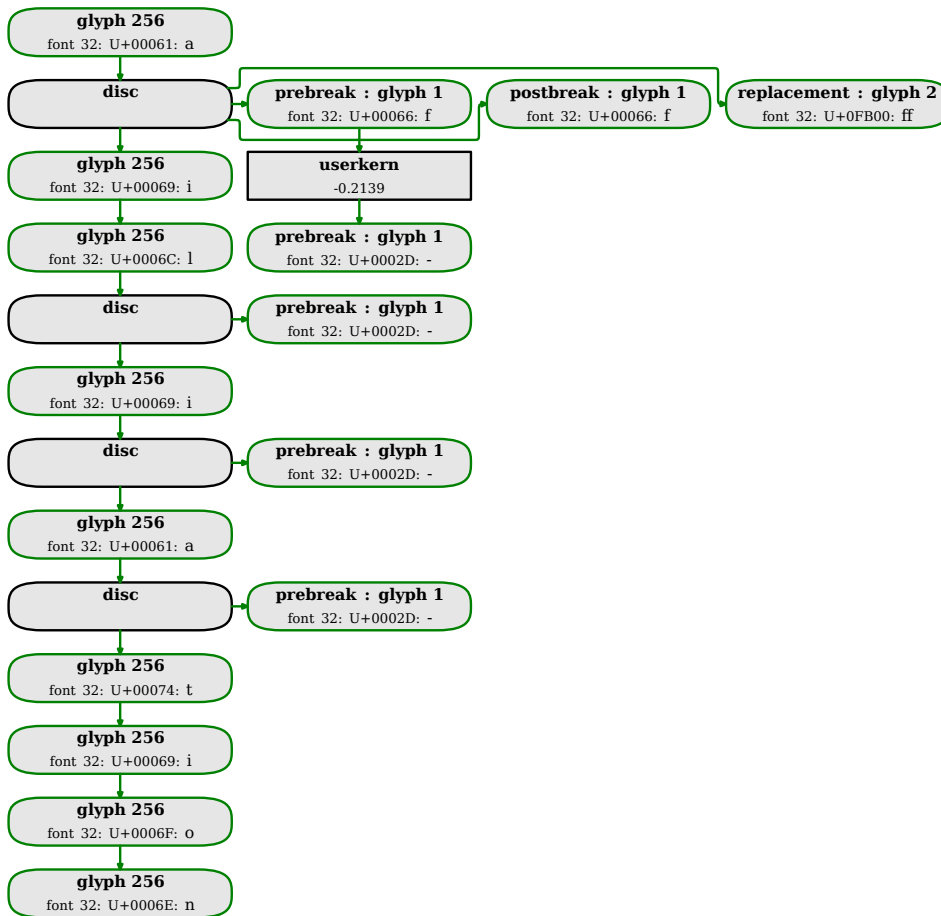 glyph 256
font 32: U+00061: a
disc
prebreak : glyph 1
font 32: U+00066: f
postbreak : glyph 1
font 32: U+00066: f
replacement : glyph 2
font 32: U+0FB00: ff
glyph 256
font 32: U+00069: i
userkern
-0.2139
glyph 256
font 32: U+0006C: l
prebreak : glyph 1
font 32: U+0002D: -
disc
prebreak : glyph 1
font 32: U+0002D: -
glyph 256
font 32: U+00069: i
disc
prebreak : glyph 1
font 32: U+0002D: -
glyph 256
font 32: U+00061: a
disc
prebreak : glyph 1
font 32: U+0002D: -
glyph 256
font 32: U+00074: t
glyph 256
font 32: U+00069: i
glyph 256
font 32: U+0006F: o
glyph 256
font 32: U+0006E: n